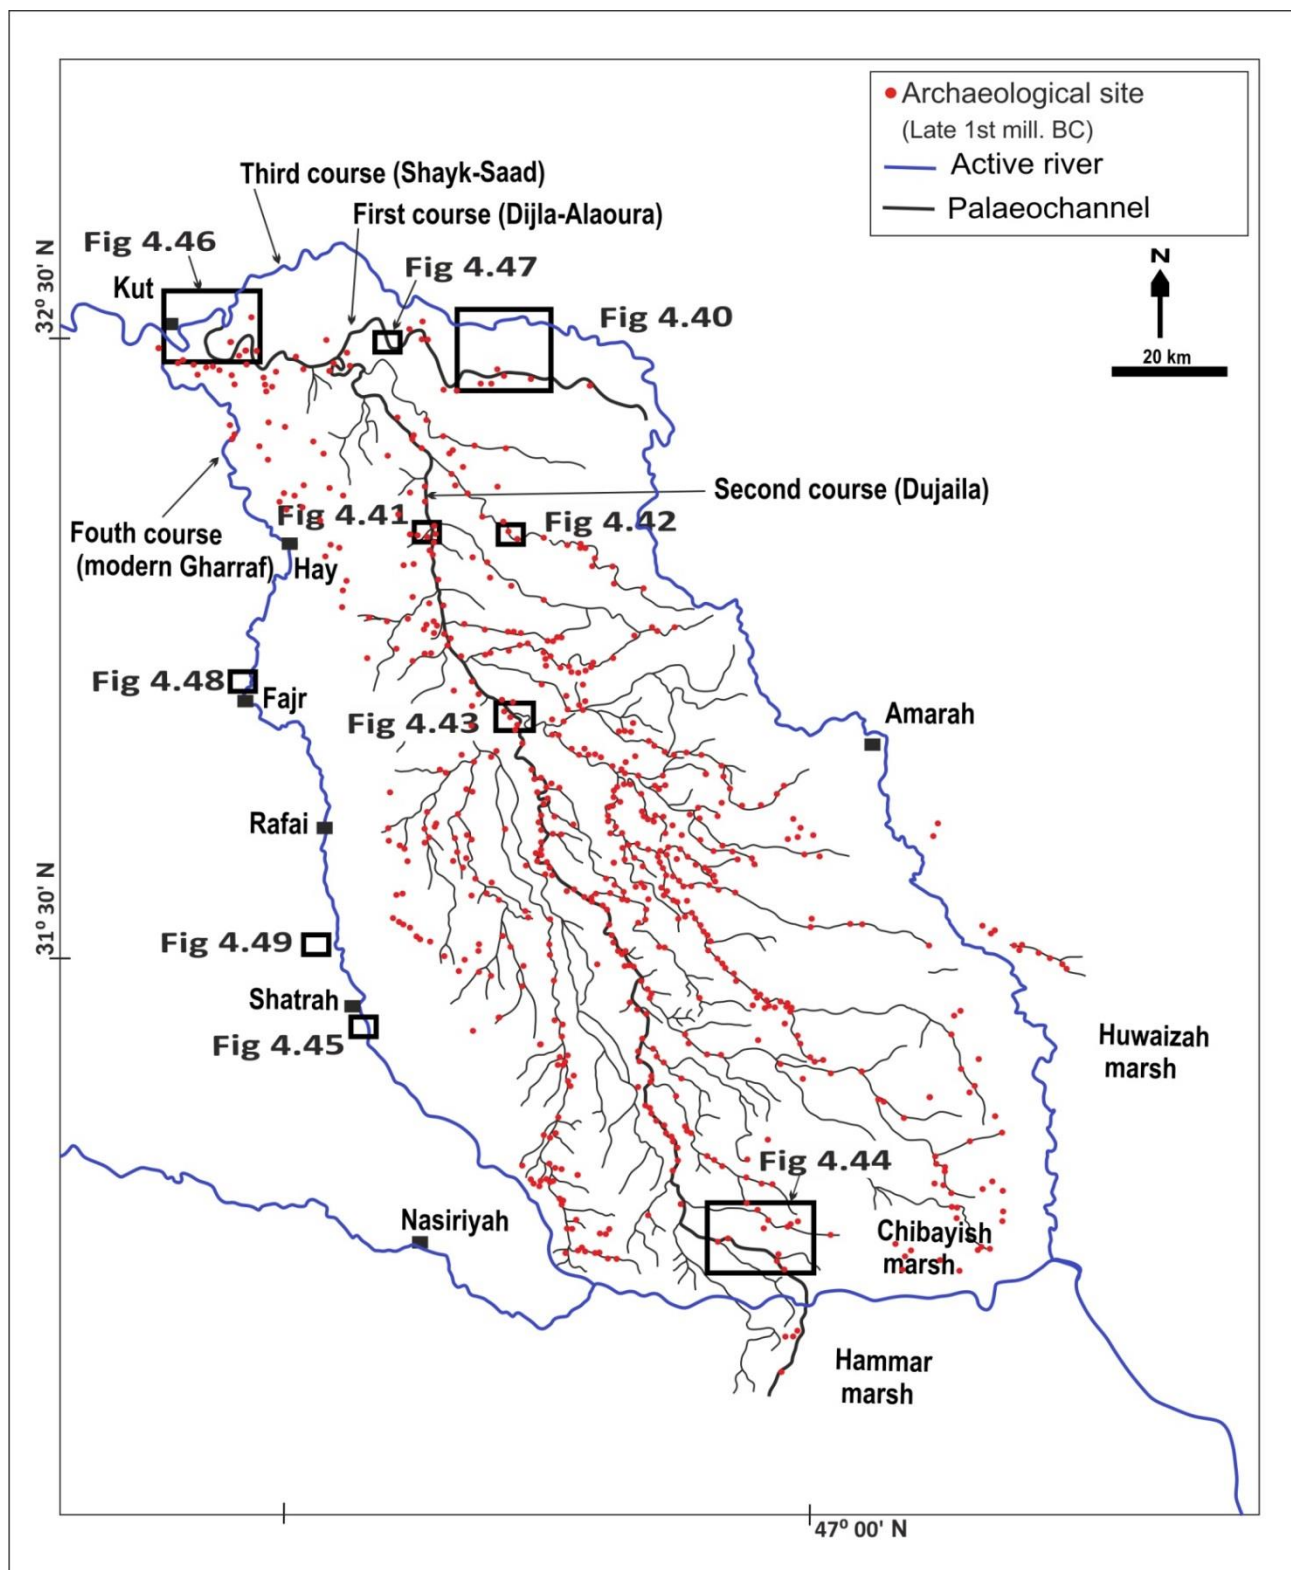 Archaeological site
(Late 1st mill. BC)
Active river
Palaeochannel
Third course (Shayk-Saad)
First course (Dijla-Alaoura)
Fig 4.46
Fig 4.47
Kut
Fig 4.40
N
20 km
32⁰ 30' N
Second course (Dujaila)
Fig 4.41
Fig 4.42
Fouth course
(modern Gharraf)
Hay
Fig 4.48
Fajr
Fig 4.43
Amarah
Rafai
31⁰ 30' N
Fig 4.49
Shatrah
Fig 4.45
Huwaizah
marsh
Fig 4.44
Nasiriyah
Chibayish
marsh
Hammar
marsh
47⁰ 00' N